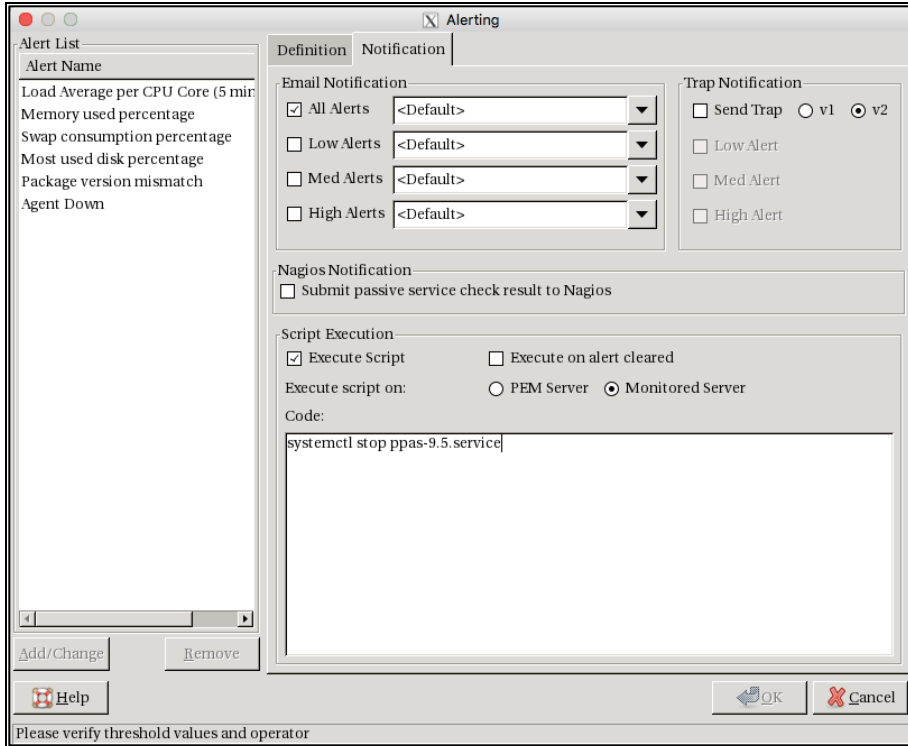 Alerting
Alert List
Alert Name
Load Average per CPU Core (5 min
Memory used percentage
Swap consumption percentage
Most used disk percentage
Package version mismatch
Agent Down
Add/Change
Remove
Definition
Notification
Email Notification
All Alerts <Default>
Low Alerts <Default>
Med Alerts <Default>
High Alerts <Default>
Trap Notification
Send Trap v1 v2
Low Alert
Med Alert
High Alert
Nagios Notification
Submit passive service check result to Nagios
Script Execution
Execute Script Execute on alert cleared
Execute script on: PEM Server Monitored Server
Code:
systemctl stop ppas-9.5.service
Help
OK
Cancel
Please verify threshold values and operator